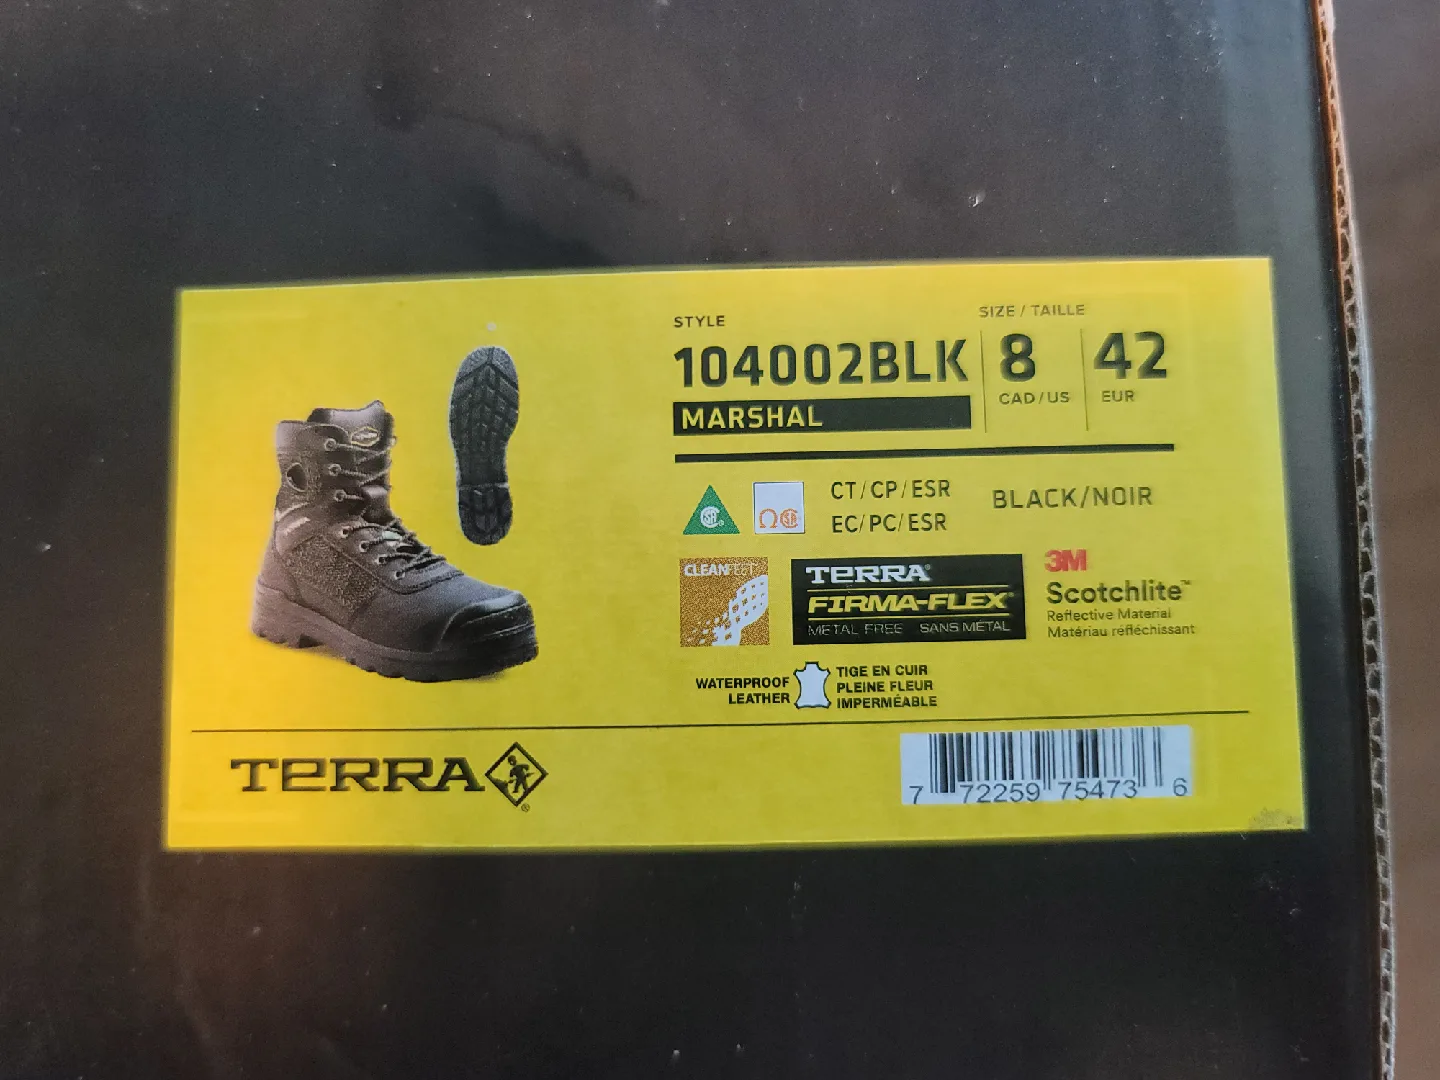 STYLE
104002BLK
MARSHAL
SIZE / TAILLE
8
CAD/US
42
EUR
CT/CP/ESR
EC/PC/ESR
BLACK/NOIR
CLEANFEET
TERRA®
FIRMA-FLEX®
METAL FREE SANS MÉTAL
3M
Scotchlite™
Reflective Material
Matériau réfléchissant
WATERPROOF
LEATHER
TIGE EN CUIR
PLEINE FLEUR
IMPERMÉABLE
TERRA
7 72259 75473 6